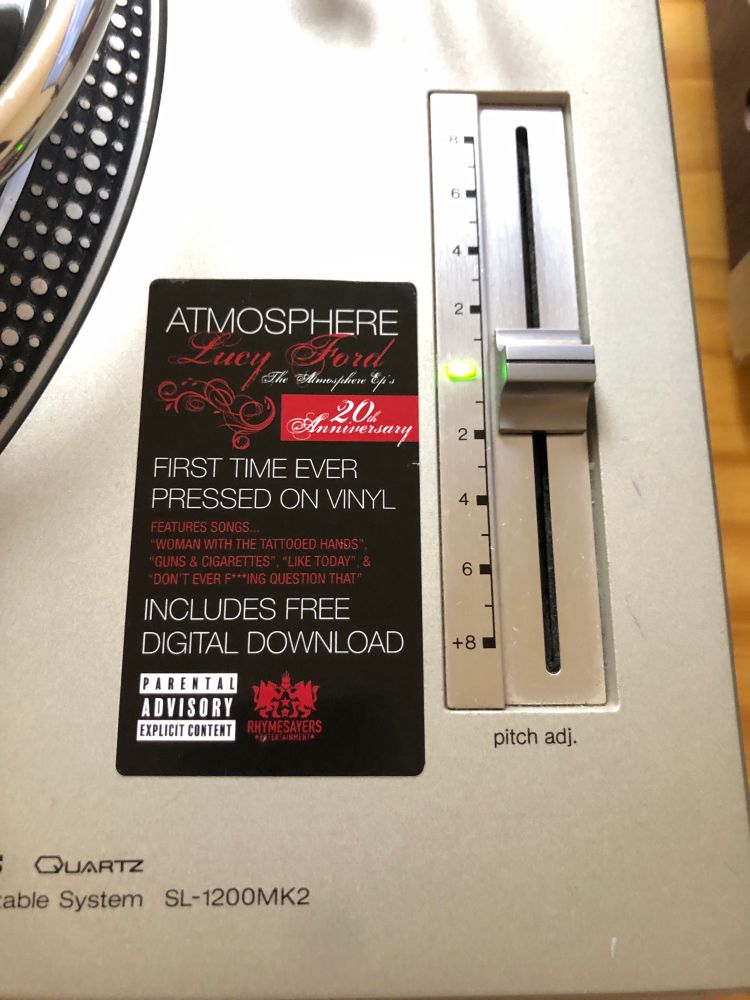 8
6
4
2
2
4
6
+8
pitch adj.
ATMOSPHERE
Lucy Ford
The Atmosphere Ep's
20th
Anniversary
FIRST TIME EVER
PRESSED ON VINYL
FEATURES SONGS...
"WOMAN WITH THE TATTOOED HANDS",
"GUNS & CIGARETTES", "LIKE TODAY", &
"DON'T EVER F***ING QUESTION THAT"
INCLUDES FREE
DIGITAL DOWNLOAD
PARENTAL
ADVISORY
EXPLICIT CONTENT
RHYMESAYERS
ENTERTAINMENT
QUARTZ
table System SL-1200MK2